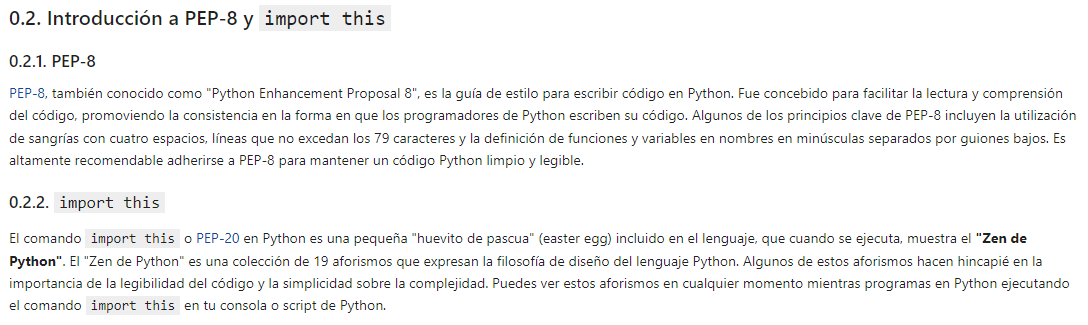 0.2. Introducción a PEP-8 y import this
0.2.1. PEP-8
PEP-8, también conocido como "Python Enhancement Proposal 8", es la guía de estilo para escribir código en Python. Fue concebido para facilitar la lectura y comprensión
del código, promoviendo la consistencia en la forma en que los programadores de Python escriben su código. Algunos de los principios clave de PEP-8 incluyen la utilización
de sangrías con cuatro espacios, líneas que no excedan los 79 caracteres y la definición de funciones y variables en nombres en minúsculas separados por guiones bajos. Es
altamente recomendable adherirse a PEP-8 para mantener un código Python limpio y legible.
0.2.2. import this
El comando import this o PEP-20 en Python es una pequeña "huevito de pascua" (easter egg) incluido en el lenguaje, que cuando se ejecuta, muestra el "Zen de
Python". El "Zen de Python" es una colección de 19 aforismos que expresan la filosofía de diseño del lenguaje Python. Algunos de estos aforismos hacen hincapié en la
importancia de la legibilidad del código y la simplicidad sobre la complejidad. Puedes ver estos aforismos en cualquier momento mientras programas en Python ejecutando
el comando import this en tu consola o script de Python.